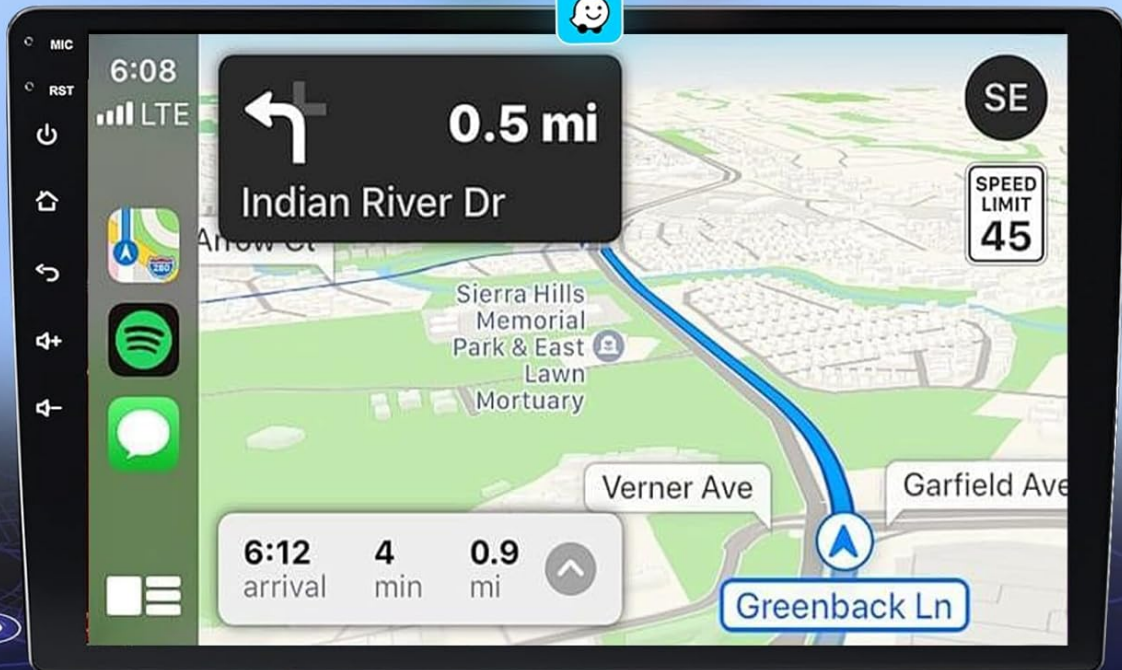 MIC
RST
6:08
LTE
0.5 mi
Indian River Dr
SE
SPEED
LIMIT
45
280
Sierra Hills
Memorial
Park & East
Lawn
Mortuary
Verner Ave
Garfield Ave
6:12
arrival
4
min
0.9
mi
Greenback Ln